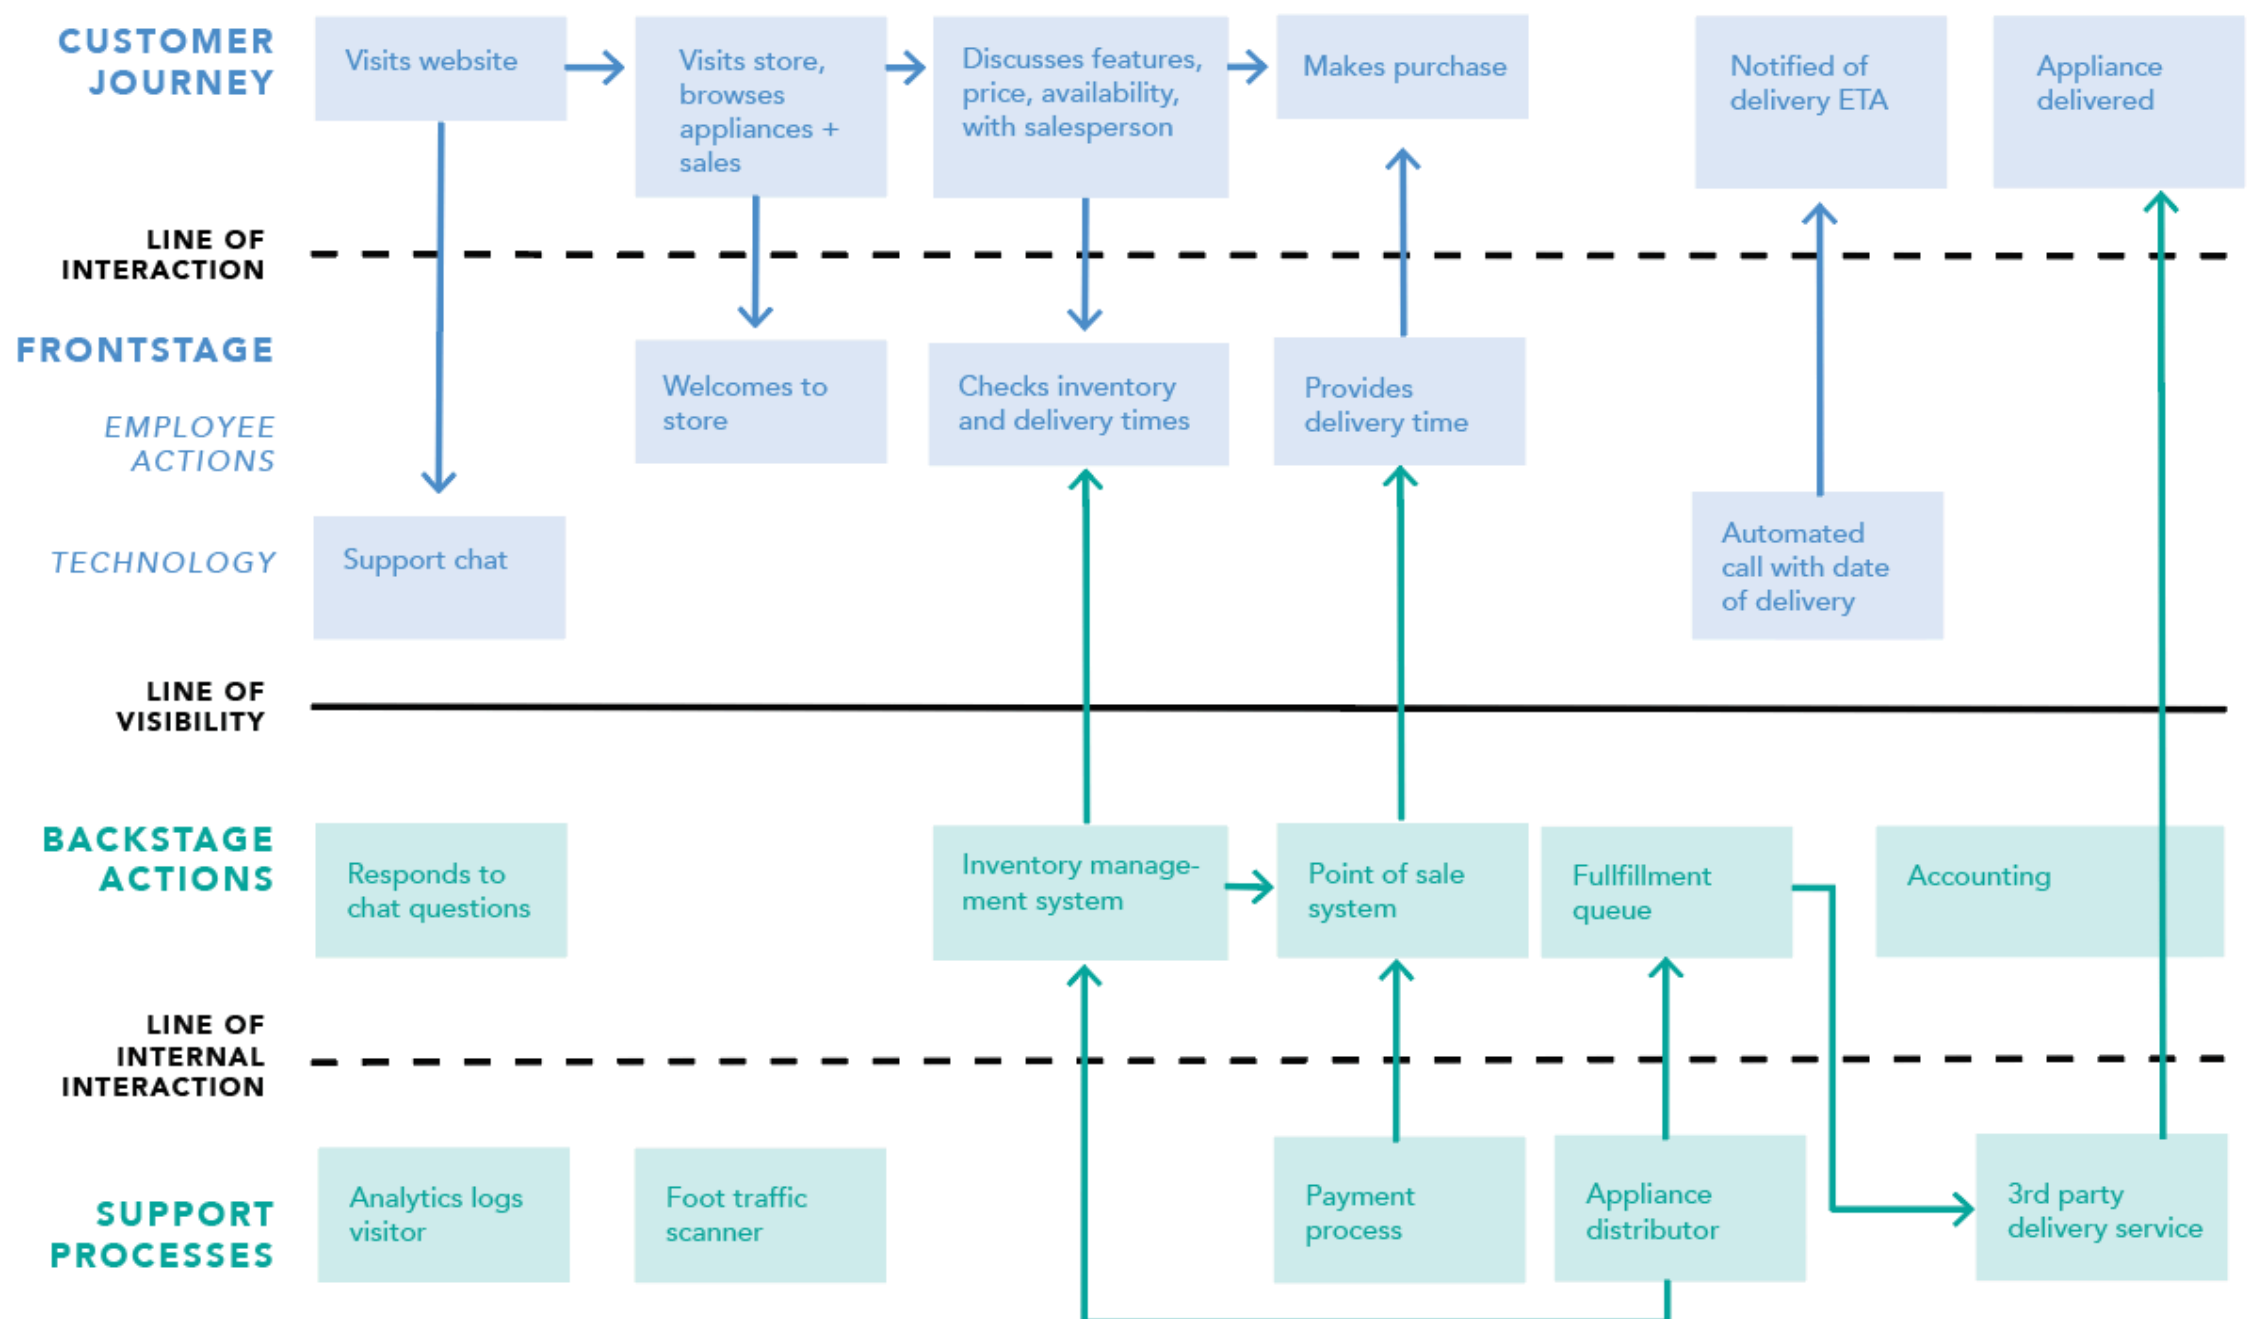 CUSTOMER
JOURNEY
Visits website
Visits store,
browses
appliances +
sales
Discusses features,
price, availability,
with salesperson
Makes purchase
Notified of
delivery ETA
Appliance
delivered
LINE OF
INTERACTION
FRONTSTAGE
EMPLOYEE
ACTIONS
Welcomes to
store
Checks inventory
and delivery times
Provides
delivery time
TECHNOLOGY
Support chat
Automated
call with date
of delivery
LINE OF
VISIBILITY
BACKSTAGE
ACTIONS
Responds to
chat questions
Inventory manage-
ment system
Point of sale
system
Fullfillment
queue
Accounting
LINE OF
INTERNAL
INTERACTION
SUPPORT
PROCESSES
Analytics logs
visitor
Foot traffic
scanner
Payment
process
Appliance
distributor
3rd party
delivery service